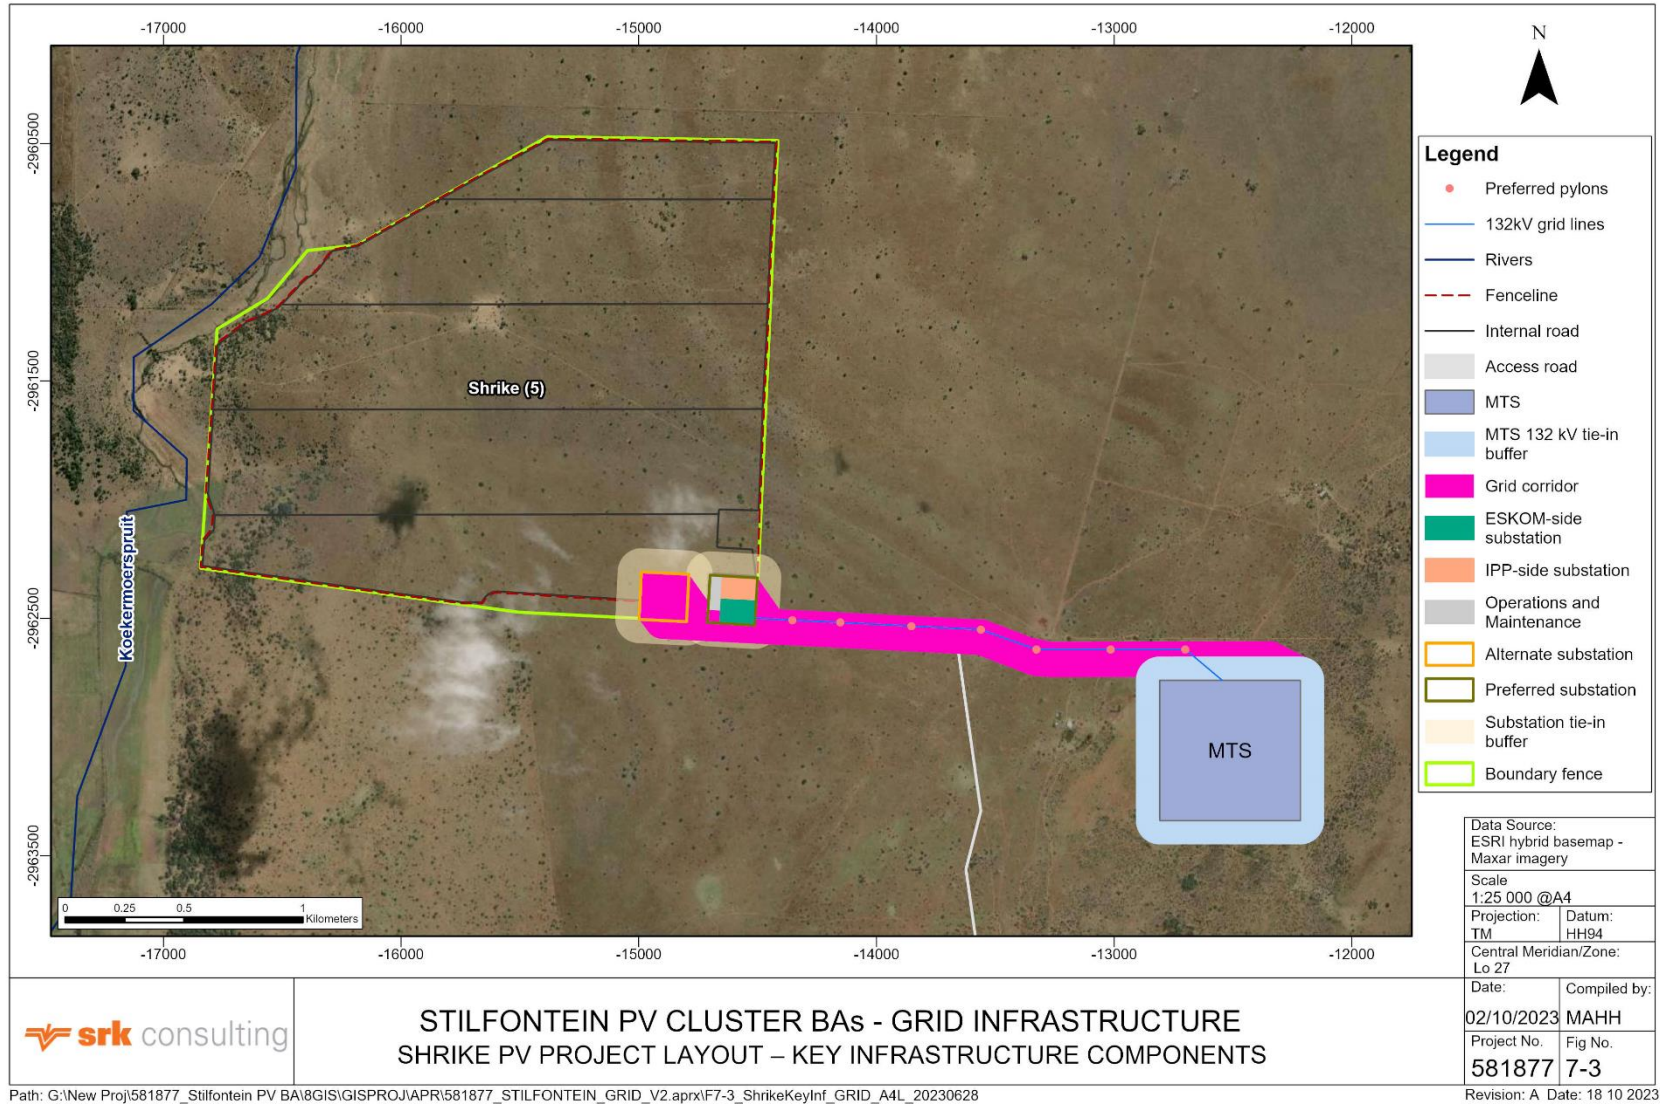 -17000 -16000 -15000 -14000 -13000 -12000
N
-2960500
-2961500
-2962500
-2963500
Shrike (5)
Koekermoerspruit
MTS
0 0.25 0.5 1
Kilometers
-17000 -16000 -15000 -14000 -13000 -12000
Legend
Preferred pylons
132kV grid lines
Rivers
Fenceline
Internal road
Access road
MTS
MTS 132 kV tie-in
buffer
Grid corridor
ESKOM-side
substation
IPP-side substation
Operations and
Maintenance
Alternate substation
Preferred substation
Substation tie-in
buffer
Boundary fence
Data Source:
ESRI hybrid basemap -
Maxar imagery
Scale
1:25 000 @A4
Projection: Datum:
TM HH94
Central Meridian/Zone:
Lo 27
Date: Compiled by:
02/10/2023 MAHH
Project No. Fig No.
581877 7-3
srk consulting
STILFONTEIN PV CLUSTER BAs - GRID INFRASTRUCTURE
SHRIKE PV PROJECT LAYOUT – KEY INFRASTRUCTURE COMPONENTS
Path: G:\New Proj\581877_Stilfontein PV BA\8GIS\GISPROJ\APR\581877_STILFONTEIN_GRID_V2.aprx\F7-3_ShrikeKeyInf_GRID_A4L_20230628
Revision: A Date: 18 10 2023